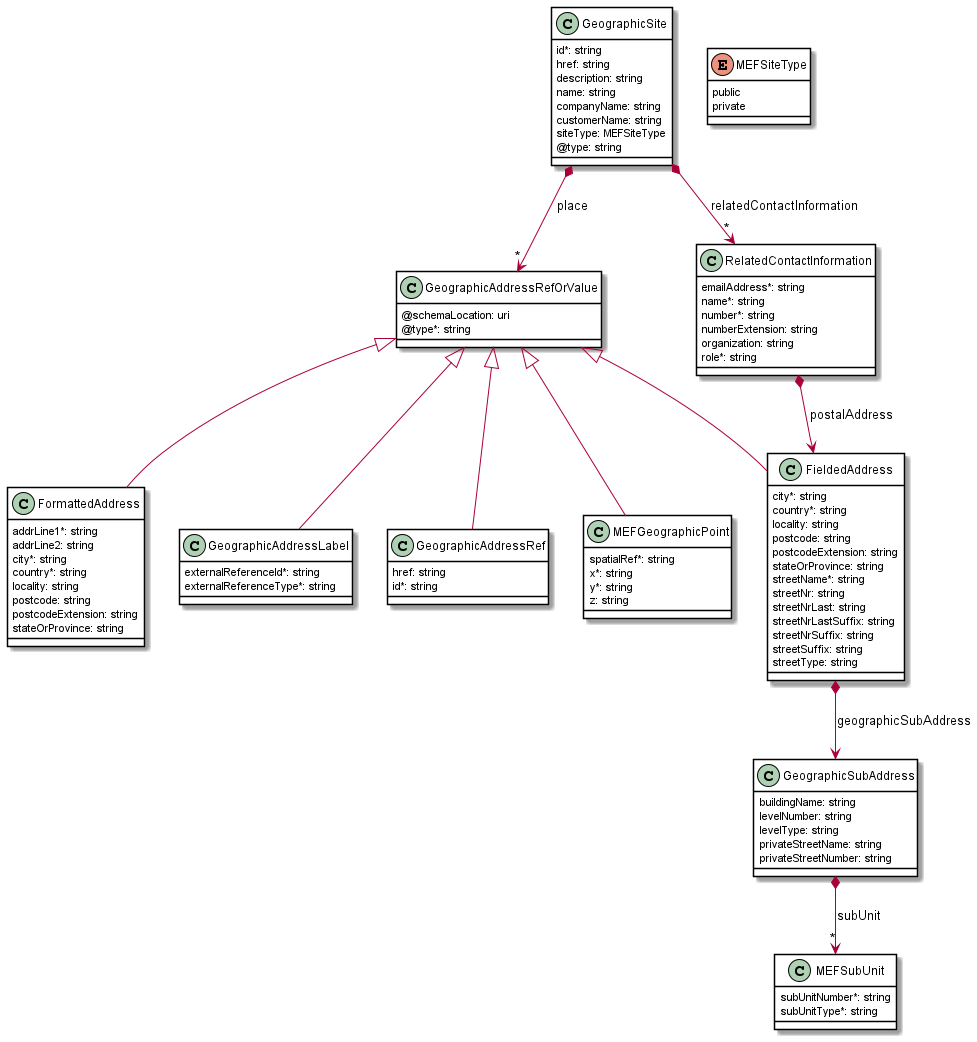 C GeographicSite
id*: string
href: string
description: string
name: string
companyName: string
customerName: string
siteType: MEFSiteType
@type: string
E MEFSiteType
public
private
place
*
relatedContactInformation
*
C GeographicAddressRefOrValue
@schemaLocation: uri
@type*: string
C RelatedContactInformation
emailAddress*: string
name*: string
number*: string
numberExtension: string
organization: string
role*: string
postalAddress
C FormattedAddress
addrLine1*: string
addrLine2: string
city*: string
country*: string
locality: string
postcode: string
postcodeExtension: string
stateOrProvince: string
C GeographicAddressLabel
externalReferenceId*: string
externalReferenceType*: string
C GeographicAddressRef
href: string
id*: string
C MEFGeographicPoint
spatialRef*: string
x*: string
y*: string
z: string
C FieldedAddress
city*: string
country*: string
locality: string
postcode: string
postcodeExtension: string
stateOrProvince: string
streetName*: string
streetNr: string
streetNrLast: string
streetNrLastSuffix: string
streetNrSuffix: string
streetSuffix: string
streetType: string
geographicSubAddress
C GeographicSubAddress
buildingName: string
levelNumber: string
levelType: string
privateStreetName: string
privateStreetNumber: string
subUnit
*
C MEFSubUnit
subUnitNumber*: string
subUnitType*: string